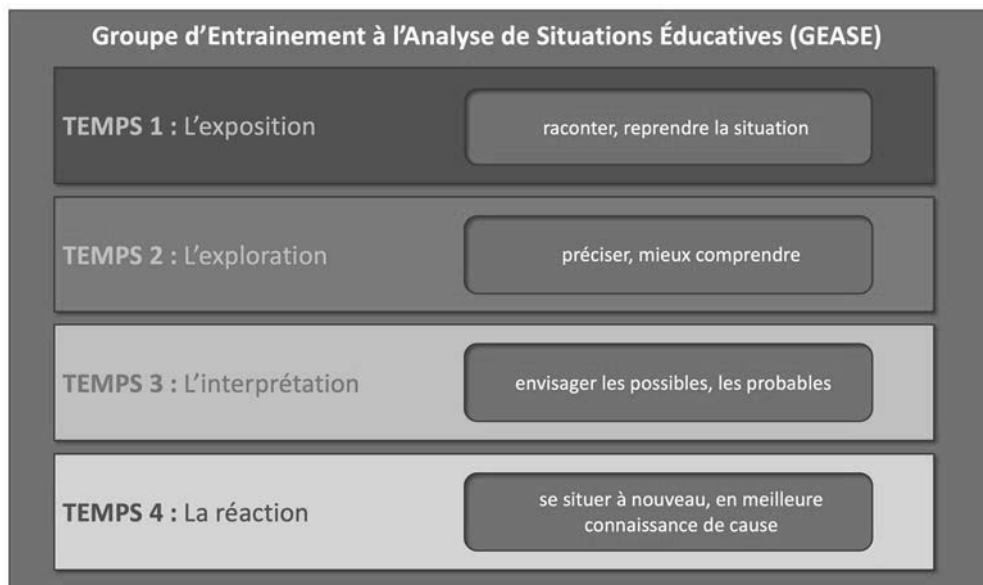 Groupe d’Entrainement à l’Analyse de Situations Éducatives (GEASE)
TEMPS 1 : L’exposition
raconter, reprendre la situation
TEMPS 2 : L’exploration
préciser, mieux comprendre
TEMPS 3 : L’interprétation
envisager les possibles, les probables
TEMPS 4 : La réaction
se situer à nouveau, en meilleure
connaissance de cause